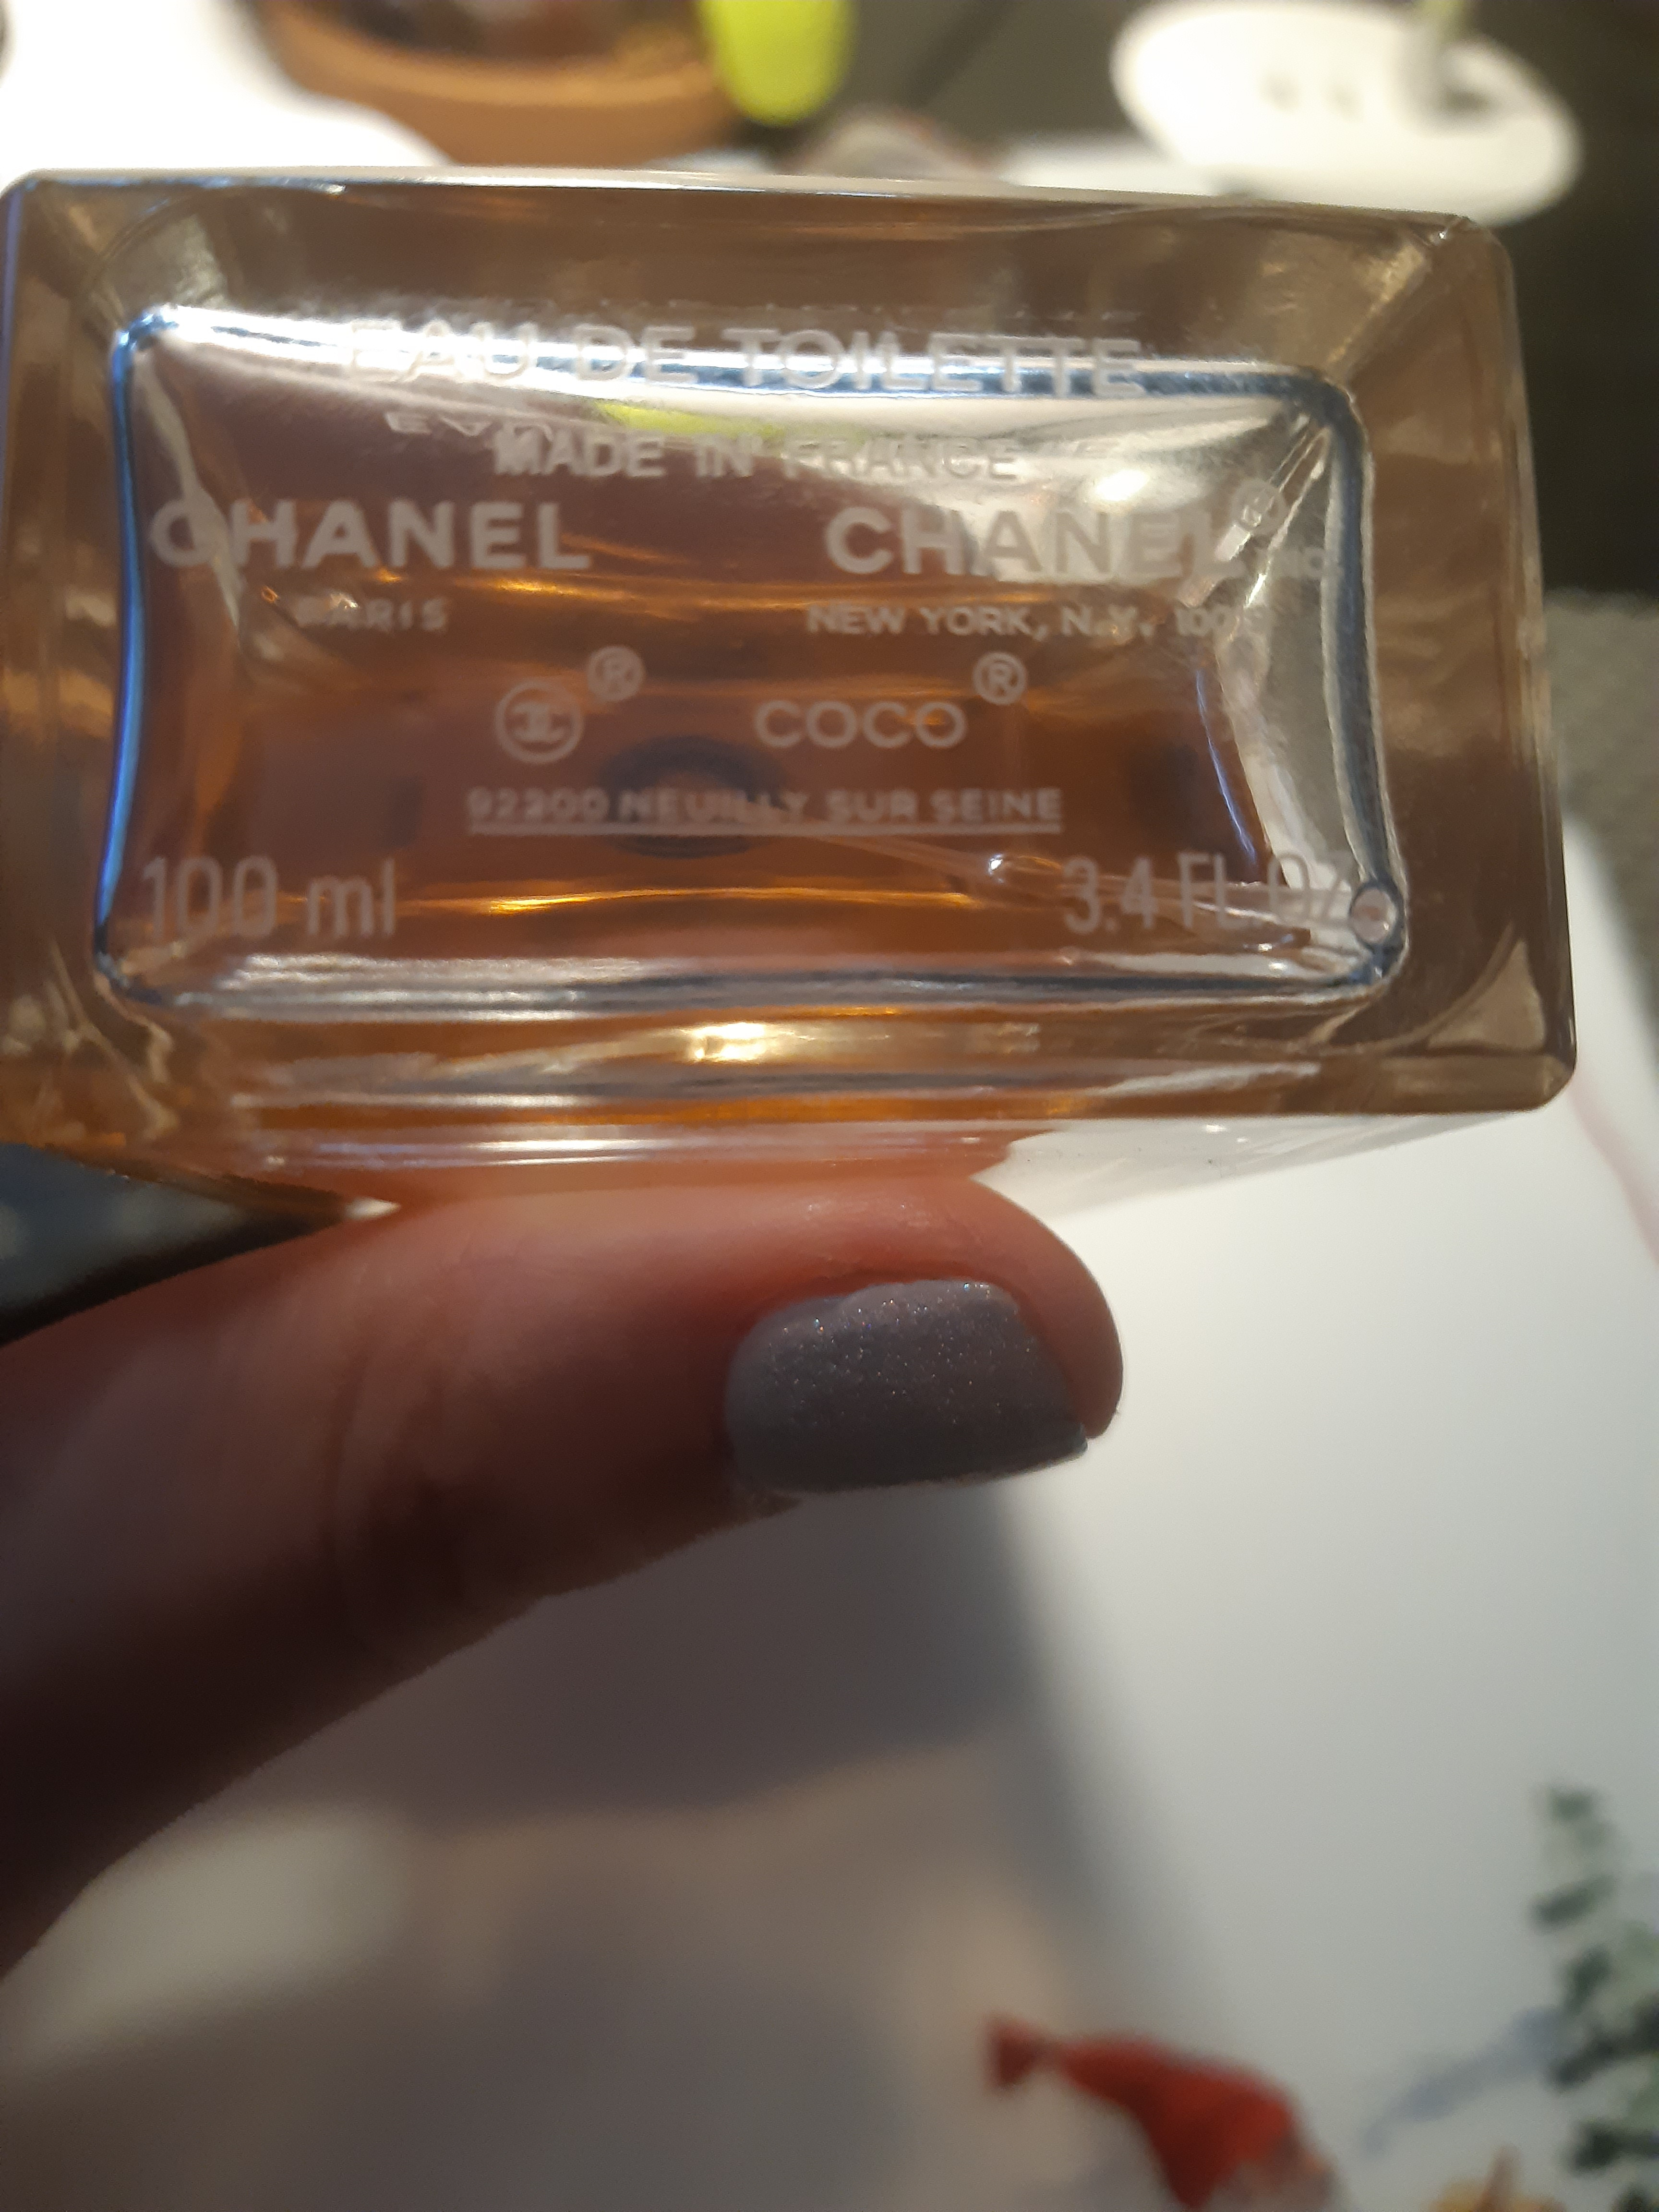 EAU DE TOILETTE
MADE IN FRANCE
CHANEL CHANEL®
PARIS NEW YORK, N.Y.
® COCO®
92200 NEUILLY SUR SEINE
100 ml 3.4 FL OZ